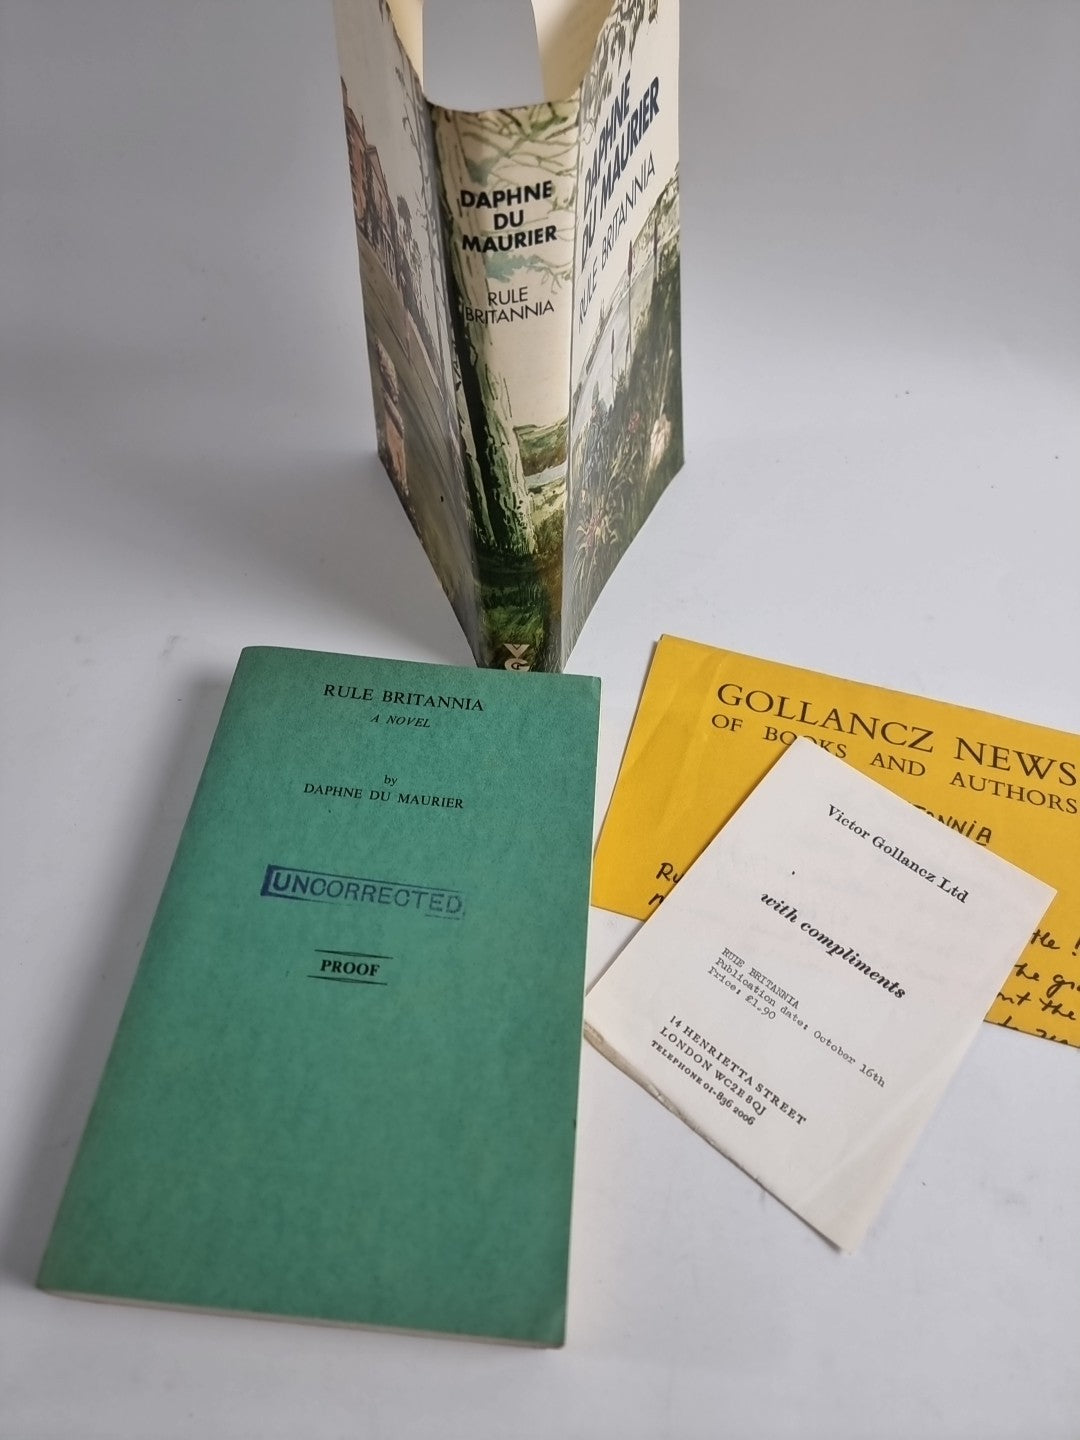 DAPHNE
DU
MAURIER
RULE
BRITANNIA
VG
DAPHNE
DU MAURIER
RULE BRITANNIA
RULE BRITANNIA
A NOVEL
by
DAPHNE DU MAURIER
UNCORRECTED
PROOF
GOLLANCZ NEWS
OF BOOKS AND AUTHORS
Victor Gollancz Ltd
with compliments
RULE BRITANNIA
Publication date: October 16th
Price: £1.90
14 HENRIETTA STREET
LONDON WC2E 8QJ
TELEPHONE 01-836 2006
the